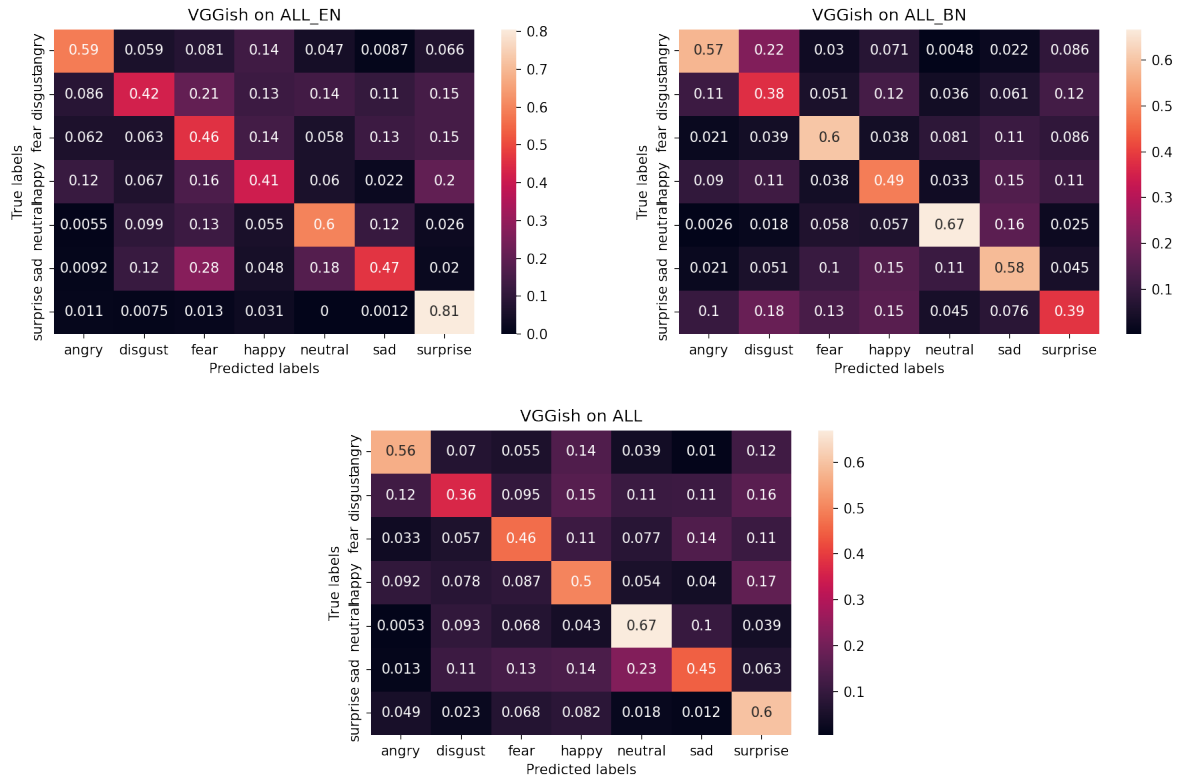 VGGish on ALL_EN
True labels
angry 0.59 0.059 0.081 0.14 0.047 0.0087 0.066
disgust 0.086 0.42 0.21 0.13 0.14 0.11 0.15
fear 0.062 0.063 0.46 0.14 0.058 0.13 0.15
happy 0.12 0.067 0.16 0.41 0.06 0.022 0.2
neutral 0.0055 0.099 0.13 0.055 0.6 0.12 0.026
sad 0.0092 0.12 0.28 0.048 0.18 0.47 0.02
surprise 0.011 0.0075 0.013 0.031 0 0.0012 0.81
angry disgust fear happy neutral sad surprise
Predicted labels
0.8
0.7
0.6
0.5
0.4
0.3
0.2
0.1
0.0
VGGish on ALL_BN
True labels
angry 0.57 0.22 0.03 0.071 0.0048 0.022 0.086
disgust 0.11 0.38 0.051 0.12 0.036 0.061 0.12
fear 0.021 0.039 0.6 0.038 0.081 0.11 0.086
happy 0.09 0.11 0.038 0.49 0.033 0.15 0.11
neutral 0.0026 0.018 0.058 0.057 0.67 0.16 0.025
sad 0.021 0.051 0.1 0.15 0.11 0.58 0.045
surprise 0.1 0.18 0.13 0.15 0.045 0.076 0.39
angry disgust fear happy neutral sad surprise
Predicted labels
0.6
0.5
0.4
0.3
0.2
0.1
VGGish on ALL
True labels
angry 0.56 0.07 0.055 0.14 0.039 0.01 0.12
disgust 0.12 0.36 0.095 0.15 0.11 0.11 0.16
fear 0.033 0.057 0.46 0.11 0.077 0.14 0.11
happy 0.092 0.078 0.087 0.5 0.054 0.04 0.17
neutral 0.0053 0.093 0.068 0.043 0.67 0.1 0.039
sad 0.013 0.11 0.13 0.14 0.23 0.45 0.063
surprise 0.049 0.023 0.068 0.082 0.018 0.012 0.6
angry disgust fear happy neutral sad surprise
Predicted labels
0.6
0.5
0.4
0.3
0.2
0.1